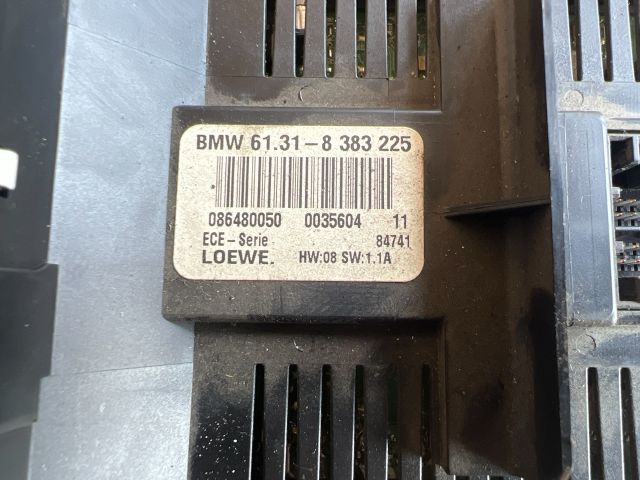 BMW 61.31-8 383 225
086480050 0035604 11
ECE-Serie 84741
LOEWE. HW:08 SW:1.1A